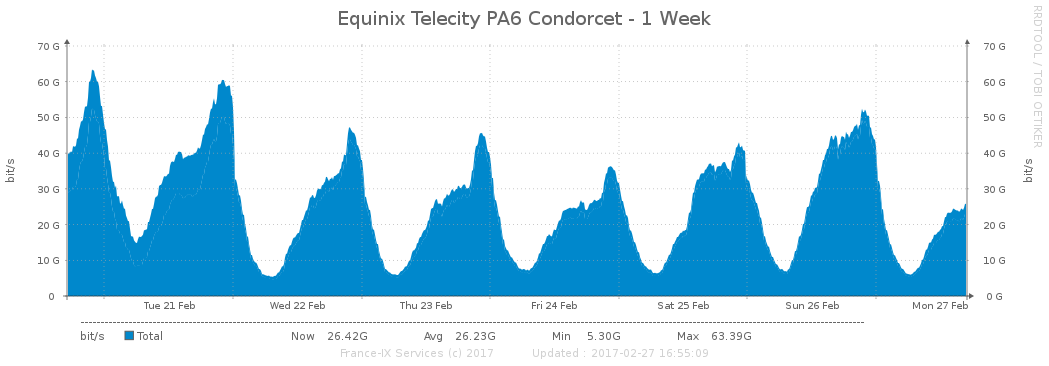 Equinix Telecity PA6 Condorcet - 1 Week
RRDTOOL / TOBI OETIKER
bit/s
bit/s
70 G 70 G
60 G 60 G
50 G 50 G
40 G 40 G
30 G 30 G
20 G 20 G
10 G 10 G
0 0 G
Tue 21 Feb Wed 22 Feb Thu 23 Feb Fri 24 Feb Sat 25 Feb Sun 26 Feb Mon 27 Feb
bit/s Total Now 26.42G Avg 26.23G Min 5.30G Max 63.39G
France-IX Services (c) 2017 Updated : 2017-02-27 16:55:09